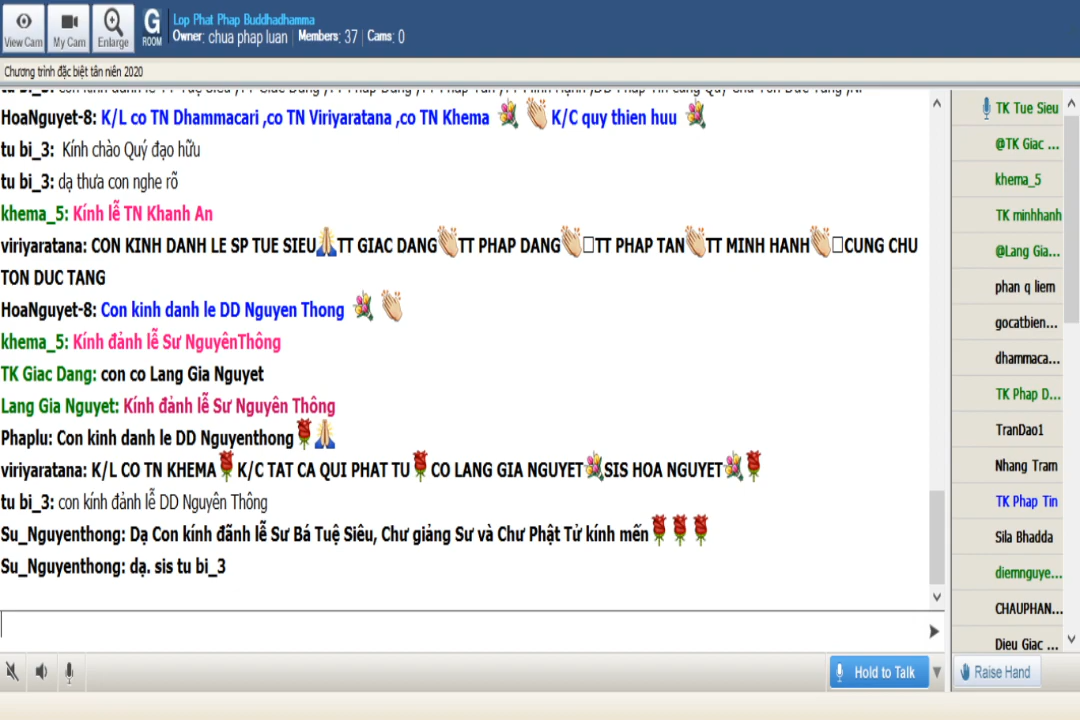 Lop Phat Phap Buddhadhamma
View Cam My Cam Enlarge G ROOM Owner: chua phap luan Members: 37 Cams: 0
Chương trình đặc biệt tân niên 2020
HoaNguyet-8: K/L co TN Dhammacari ,co TN Viriyaratana ,co TN Khema K/C quy thien huu
tu bi_3: Kính chào Quý đạo hữu
tu bi_3: dạ thưa con nghe rõ
khema_5: Kính lễ TN Khanh An
viriyaratana: CON KINH DANH LE SP TUE SIEU TT GIAC DANG TT PHAP DANG TT PHAP TAN TT MINH HANH CUNG CHU
TON DUC TANG
HoaNguyet-8: Con kinh danh le DD Nguyen Thong
khema_5: Kính đảnh lễ Sư NguyênThông
TK Giac Dang: con co Lang Gia Nguyet
Lang Gia Nguyet: Kính đảnh lễ Sư Nguyên Thông
Phaplu: Con kinh danh le DD Nguyenthong
viriyaratana: K/L CO TN KHEMA K/C TAT CA QUI PHAT TU CO LANG GIA NGUYET SIS HOA NGUYET
tu bi_3: con kính đảnh lễ DD Nguyên Thông
Su_Nguyenthong: Dạ Con kính đãnh lễ Sư Bá Tuệ Siêu, Chư giảng Sư và Chư Phật Tử kính mến
Su_Nguyenthong: dạ. sis tu bi_3
TK Tue Sieu
@TK Giac ...
khema_5
TK minhhanh
@Lang Gia...
phan q liem
gocatbien...
dhammaca...
TK Phap D...
TranDao1
Nhang Tram
TK Phap Tin
Sila Bhadda
diemnguye...
CHAUPHAN...
Dieu Giac ...
Hold to Talk
Raise Hand